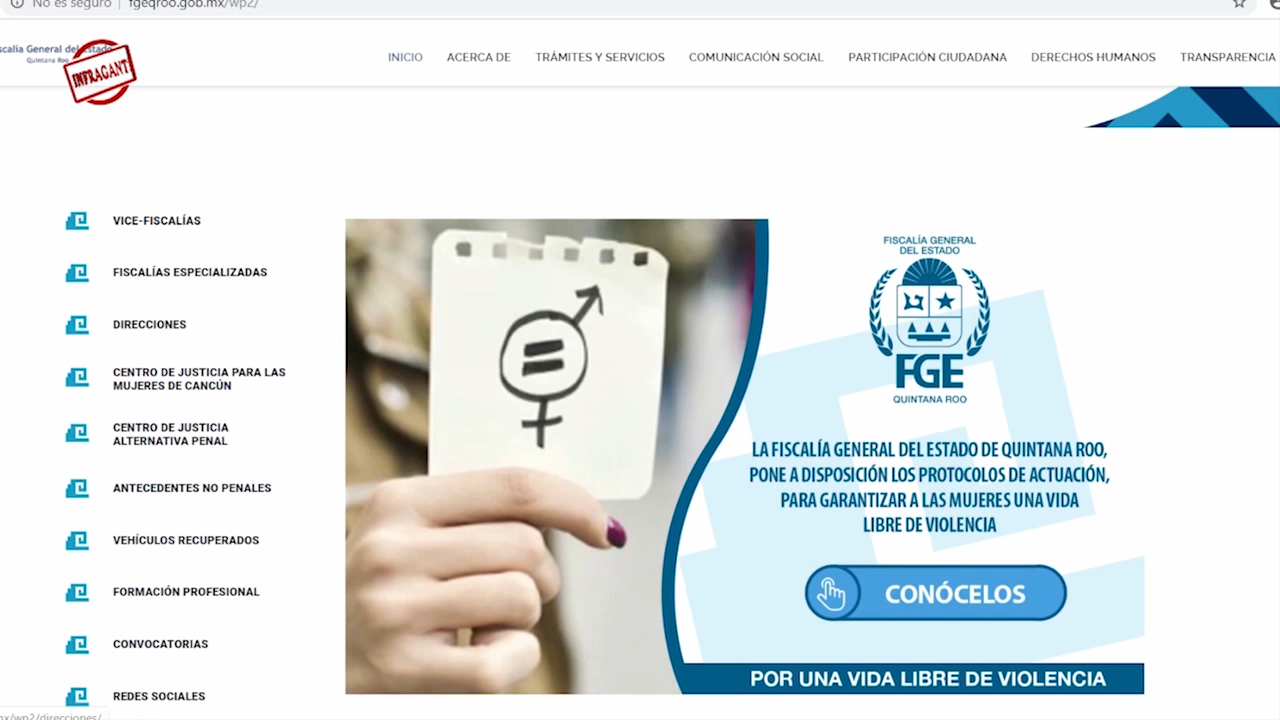 No es seguro | fgeqroo.gob.mx/wp2/
Fiscalía General del Estado
Quintana Roo
INFRAGANTI
INICIO
ACERCA DE
TRÁMITES Y SERVICIOS
COMUNICACIÓN SOCIAL
PARTICIPACIÓN CIUDADANA
DERECHOS HUMANOS
TRANSPARENCIA
VICE-FISCALÍAS
FISCALÍAS ESPECIALIZADAS
DIRECCIONES
CENTRO DE JUSTICIA PARA LAS
MUJERES DE CANCÚN
CENTRO DE JUSTICIA
ALTERNATIVA PENAL
ANTECEDENTES NO PENALES
VEHÍCULOS RECUPERADOS
FORMACIÓN PROFESIONAL
CONVOCATORIAS
REDES SOCIALES
FISCALÍA GENERAL
DEL ESTADO
FGE
QUINTANA ROO
LA FISCALÍA GENERAL DEL ESTADO DE QUINTANA ROO,
PONE A DISPOSICIÓN LOS PROTOCOLOS DE ACTUACIÓN,
PARA GARANTIZAR A LAS MUJERES UNA VIDA
LIBRE DE VIOLENCIA
CONÓCELOS
POR UNA VIDA LIBRE DE VIOLENCIA
mx/wp2/direcciones/